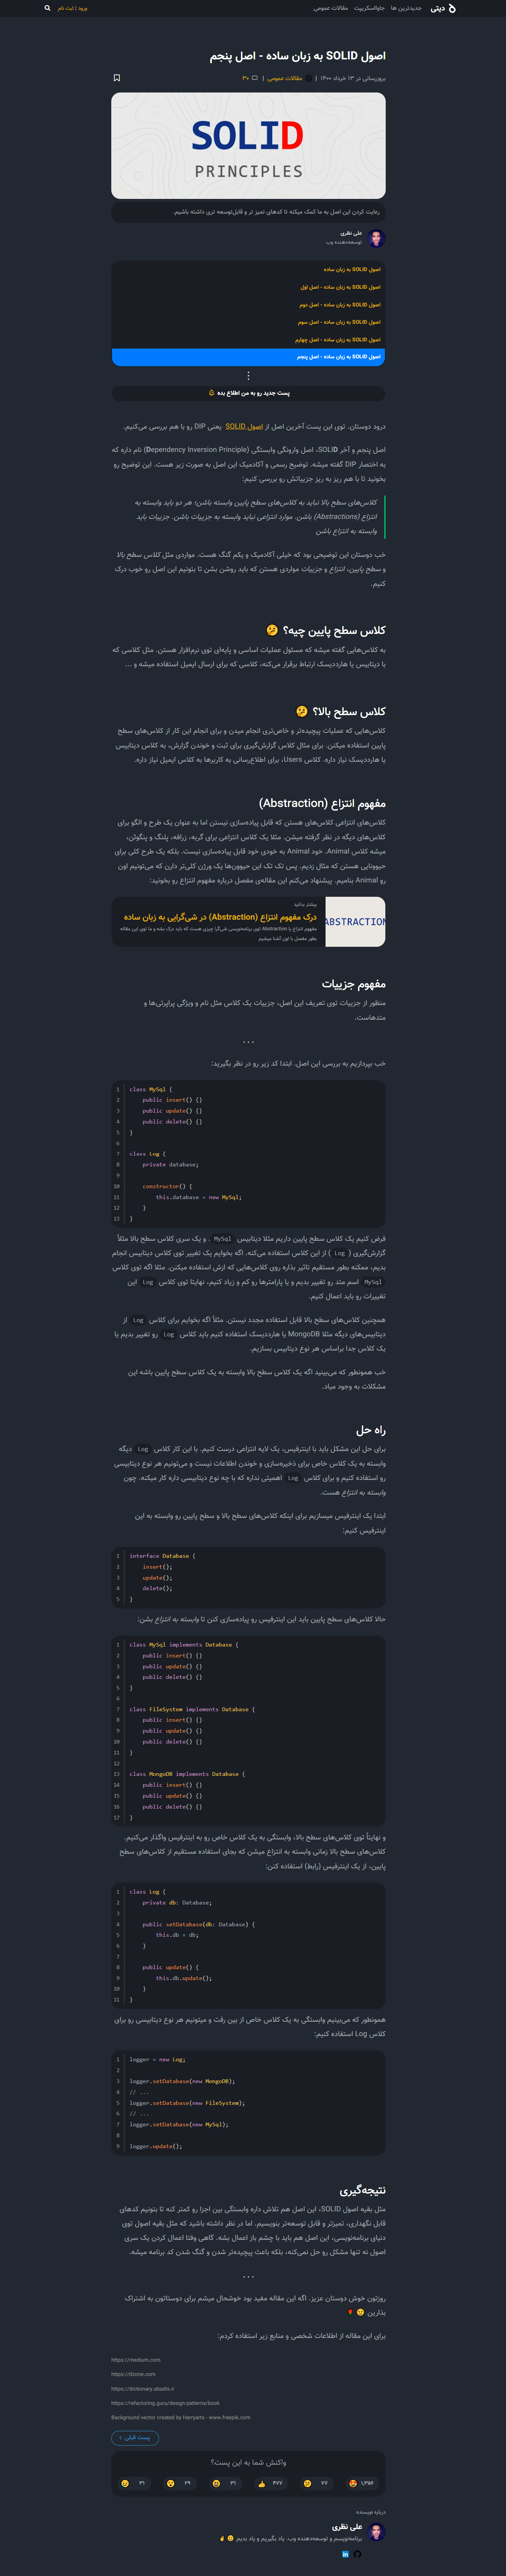 دیتی
جدیدترین ها
جاوااسکریپت
مقالات عمومی
ورود | ثبت نام
اصول SOLID به زبان ساده - اصل پنجم
بروزرسانی در ۱۳ خرداد ۱۴۰۰ | مقالات عمومی | ۳۰
SOLID
PRINCIPLES
رعایت کردن این اصل به ما کمک میکنه تا کدهای تمیز تر و قابل‌توسعه تری داشته باشیم.
علی نظری
توسعه‌دهنده وب
اصول SOLID به زبان ساده
اصول SOLID به زبان ساده - اصل اول
اصول SOLID به زبان ساده - اصل دوم
اصول SOLID به زبان ساده - اصل سوم
اصول SOLID به زبان ساده - اصل چهارم
اصول SOLID به زبان ساده - اصل پنجم
پست جدید رو به من اطلاع بده
درود دوستان. توی این پست آخرین اصل از اصول SOLID یعنی DIP رو با هم بررسی می‌کنیم.
اصل پنجم و آخر SOLID، اصل وارونگی وابستگی (Dependency Inversion Principle) نام داره که
به اختصار DIP گفته میشه. توضیح رسمی و آکادمیک این اصل به صورت زیر هست. این توضیح رو
بخونید تا با هم ریز به ریز جزییاتش رو بررسی کنیم:
کلاس‌های سطح بالا نباید به کلاس‌های سطح پایین وابسته باشن؛ هر دو باید وابسته به
انتزاع (Abstractions) باشن. موارد انتزاعی نباید وابسته به جزییات باشن. جزییات باید
وابسته به انتزاع باشن
خب دوستان این توضیحی بود که خیلی آکادمیک و یکم گنگ هست. مواردی مثل کلاس سطح بالا
و سطح پایین، انتزاع و جزیات مواردی هستن که باید روشن بشن تا بتونیم این اصل رو خوب درک
کنیم.
کلاس سطح پایین چیه؟ 🤔
به کلاس‌هایی گفته میشه که مسئول عملیات اساسی و پایه‌ای توی نرم‌افزار هستن. مثل کلاسی که
با دیتابیس یا هارددیسک ارتباط برقرار می‌کنه، کلاسی که برای ارسال ایمیل استفاده میشه و ...
کلاس سطح بالا؟ 🤔
کلاس‌هایی که عملیات پیچیده‌تر و خاص‌تری انجام میدن و برای انجام این کار از کلاس‌های سطح
پایین استفاده میکنن. برای مثال کلاس گزارش‌گیری برای ثبت و خوندن گزارش، به کلاس دیتابیس
یا هارددیسک نیاز داره. کلاس Users، برای اطلاع‌رسانی به کاربرها به کلاس ایمیل نیاز داره.
مفهوم انتزاع (Abstraction)
کلاس‌های انتزاعی کلاس‌های هستن که قابل پیاده‌سازی نیستن اما به عنوان یک طرح و الگو برای
کلاس‌های دیگه در نظر گرفته میشن. مثلا یک کلاس انتزاعی برای گربه، زرافه، پلنگ و پنگوئن،
میشه کلاس Animal. خود Animal به خودی خود قابل پیاده‌سازی نیست. بلکه یک طرح کلی برای
حیوونایی هستن که مثال زدیم. پس تک تک این حیوون‌ها یک ورژن کلی‌تر دارن که می‌تونیم اون
رو Animal بنامیم. پیشنهاد می‌کنم این مقاله‌ی مفصل درباره مفهوم انتزاع رو بخونید:
ABSTRACTION
بیشتر بدانید
درک مفهوم انتزاع (Abstraction) در شی‌گرایی به زبان ساده
مفهوم انتزاع یا Abstraction توی برنامه‌نویسی شی‌گرا چیزی هست که باید درک بشه و ما توی این مقاله
بطور مفصل با اون آشنا میشیم
مفهوم جزییات
منظور از جزییات توی تعریف این اصل، جزییات یک کلاس مثل نام و ویژگی پراپرتی‌ها و
متدهاست.
...
خب بپردازیم به بررسی این اصل. ابتدا کد زیر رو در نظر بگیرید:
1 class MySql {
2 public insert() {}
3 public update() {}
4 public delete() {}
5 }
6
7 class Log {
8 private database;
9
10 constructor() {
11 this.database = new MySql;
12 }
13 }
فرض کنیم یک کلاس سطح پایین داریم مثلا دیتابیس MySql . و یک سری کلاس سطح بالا مثلاً
گزارش‌گیری ( Log ) از این کلاس استفاده می‌کنه. اگه بخوایم یک تغییر توی کلاس دیتابیس انجام
بدیم، ممکنه بطور مستقیم تاثیر بذاره روی کلاس‌هایی که ازش استفاده میکنن. مثلا اگه توی کلاس
MySql اسم متد رو تغییر بدیم و یا پارامترها رو کم و زیاد کنیم، نهایتا توی کلاس Log این
تغییرات رو باید اعمال کنیم.
همچنین کلاس‌های سطح بالا قابل استفاده مجدد نیستن. مثلاً اگه بخوایم برای کلاس Log از
دیتابیس‌های دیگه مثلا MongoDB یا هارددیسک استفاده کنیم باید کلاس Log رو تغییر بدیم یا
یک کلاس جدا براساس هر نوع دیتابیس بسازیم.
خب همونطور که می‌بینید اگه یک کلاس سطح بالا وابسته به یک کلاس سطح پایین باشه این
مشکلات به وجود میاد.
راه حل
برای حل این مشکل باید با اینترفیس، یک لایه انتزاعی درست کنیم. با این کار کلاس Log دیگه
وابسته به یک کلاس خاص برای ذخیره‌سازی و خوندن اطلاعات نیست و می‌تونیم هر نوع دیتابیسی
رو استفاده کنیم و برای کلاس Log اهمیتی نداره که با چه نوع دیتابیسی داره کار میکنه. چون
وابسته به انتزاع هست.
ابتدا یک اینترفیس میسازیم برای اینکه کلاس‌های سطح بالا و سطح پایین رو وابسته به این
اینترفیس کنیم:
1 interface Database {
2 insert();
3 update();
4 delete();
5 }
حالا کلاس‌های سطح پایین باید این اینترفیس رو پیاده‌سازی کنن تا وابسته به انتزاع بشن:
1 class MySql implements Database {
2 public insert() {}
3 public update() {}
4 public delete() {}
5 }
6
7 class FileSystem implements Database {
8 public insert() {}
9 public update() {}
10 public delete() {}
11 }
12
13 class MongoDB implements Database {
14 public insert() {}
15 public update() {}
16 public delete() {}
17 }
و نهایتاً توی کلاس‌های سطح بالا، وابستگی به یک کلاس خاص رو به اینترفیس واگذار می‌کنیم.
کلاس‌های سطح بالا زمانی وابسته به انتزاع میشن که بجای استفاده مستقیم از کلاس‌های سطح
پایین، از یک اینترفیس (رابط) استفاده کنن:
1 class Log {
2 private db: Database;
3
4 public setDatabase(db: Database) {
5 this.db = db;
6 }
7
8 public update() {
9 this.db.update();
10 }
11 }
همونطور که می‌بینیم وابستگی به یک کلاس خاص از بین رفت و میتونیم هر نوع دیتابیسی رو برای
کلاس Log استفاده کنیم:
1 logger = new Log;
2
3 logger.setDatabase(new MongoDB);
4 // ...
5 logger.setDatabase(new FileSystem);
6 // ...
7 logger.setDatabase(new MySql);
8
9 logger.update();
نتیجه‌گیری
مثل بقیه اصول SOLID، این اصل هم تلاش داره وابستگی بین اجزا رو کمتر کنه تا بتونیم کدهای
قابل نگهداری، تمیزتر و قابل توسعه‌تر بنویسیم. اما در نظر داشته باشید که مثل بقیه اصول توی
دنیای برنامه‌نویسی، این اصل هم باید با چشم باز اعمال بشه. گاهی وقتا اعمال کردن یک سری
اصول نه تنها مشکل رو حل نمی‌کنه، بلکه باعث پیچیده‌تر شدن و گنگ شدن کد برنامه میشه.
...
روزتون خوش دوستان عزیز. اگه این مقاله مفید بود خوشحال میشم برای دوستاتون به اشتراک
بذارین
برای این مقاله از اطلاعات شخصی و منابع زیر استفاده کردم:
https://medium.com
https://dzone.com
https://dictionary.abadis.ir
https://refactoring.guru/design-patterns/book
Background vector created by Harryarts - www.freepik.com
پست قبلی
واکنش شما به این پست؟
۱,۳۵۶
۷۷
۴۷۷
۳۱
۲۹
۳۱
درباره نویسنده
علی نظری
برنامه‌نویسم و توسعه‌دهنده وب. یاد بگیریم و یاد بدیم.